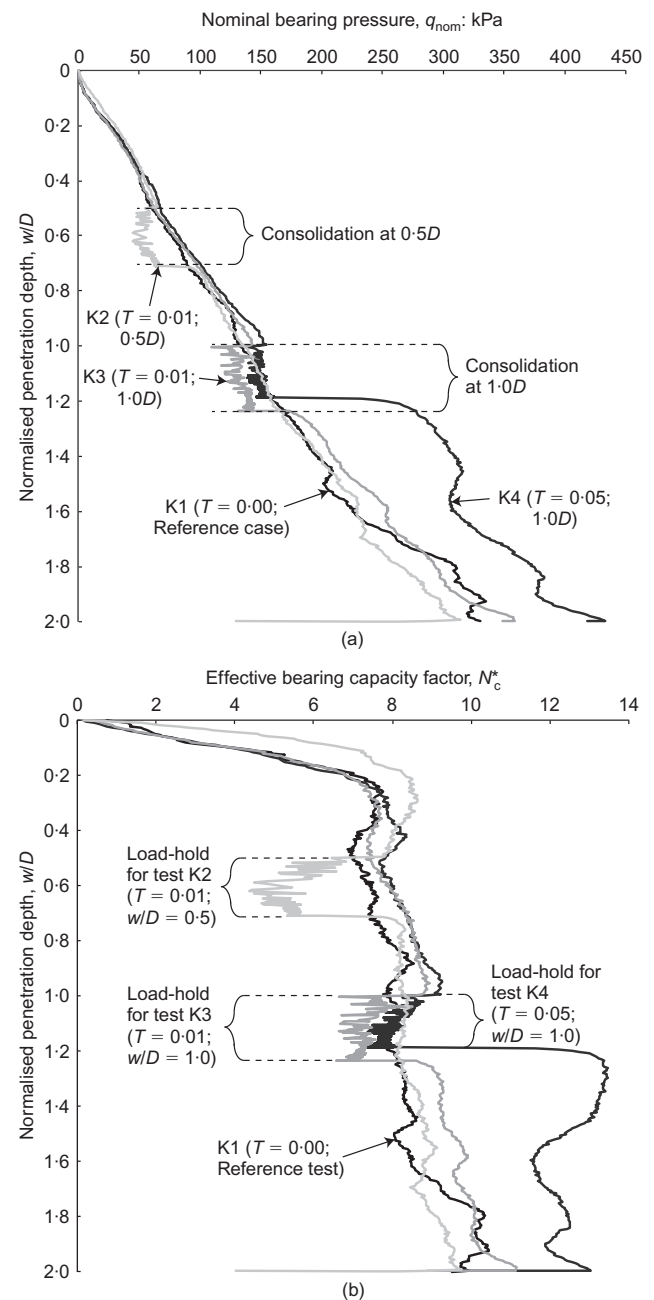 Nominal bearing pressure, qnom: kPa
0 50 100 150 200 250 300 350 400 450
Normalised penetration depth, w/D
0
0·2
0·4
0·6
0·8
1·0
1·2
1·4
1·6
1·8
2·0
Consolidation at 0·5D
K2 (T = 0·01;
0·5D)
Consolidation
at 1·0D
K3 (T = 0·01;
1·0D)
K1 (T = 0·00;
Reference case)
K4 (T = 0·05;
1·0D)
(a)
Effective bearing capacity factor, N*c
0 2 4 6 8 10 12 14
Normalised penetration depth, w/D
0
0·2
0·4
0·6
0·8
1·0
1·2
1·4
1·6
1·8
2·0
Load-hold
for test K2
(T = 0·01;
w/D = 0·5)
Load-hold
for test K3
(T = 0·01;
w/D = 1·0)
Load-hold for
test K4
(T = 0·05;
w/D = 1·0)
K1 (T = 0·00;
Reference test)
(b)